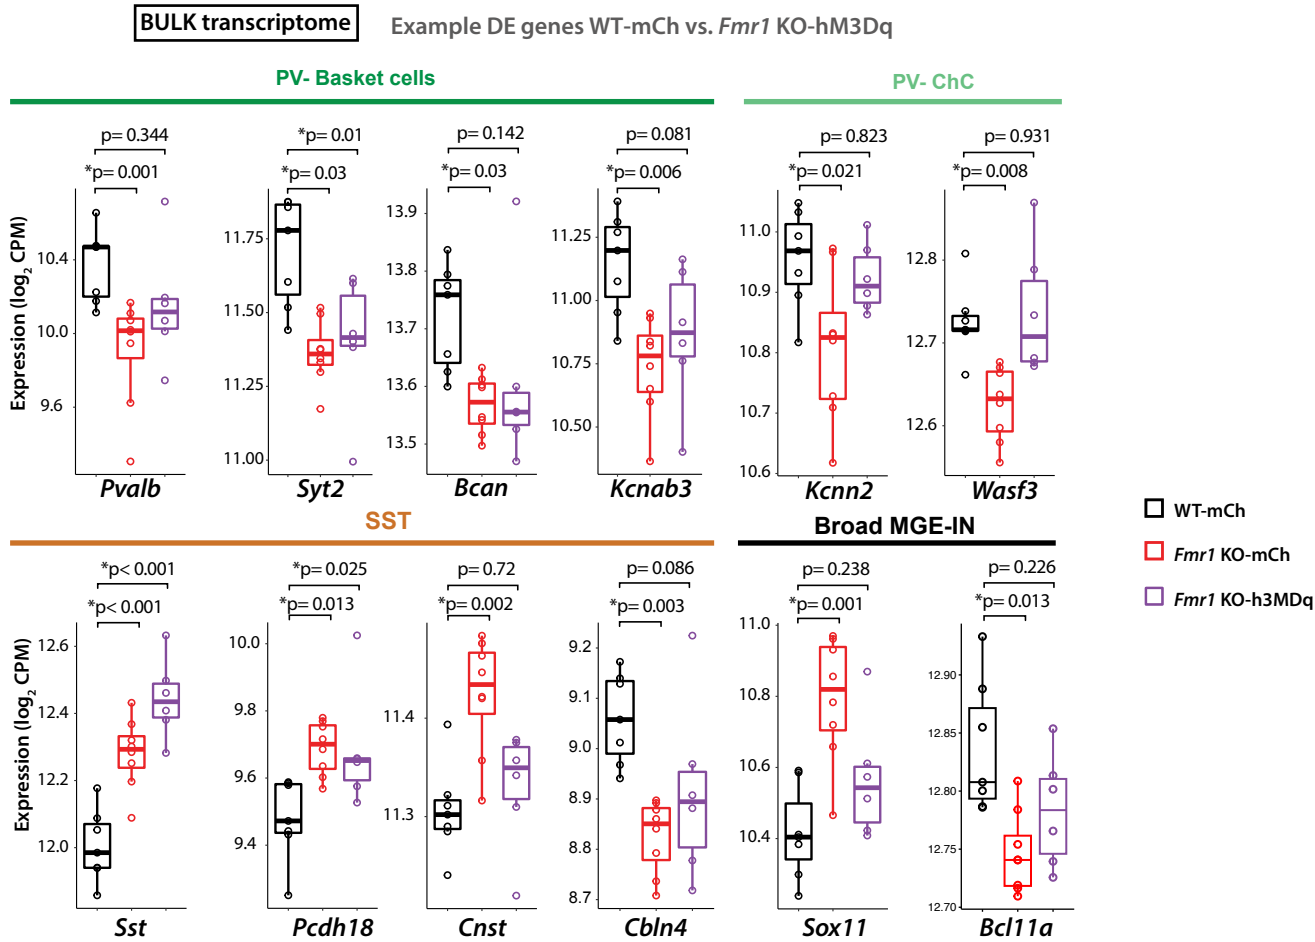 BULK transcriptome Example DE genes WT-mCh vs. Fmr1 KO-hM3Dq
PV- Basket cells PV- ChC
p= 0.344 *p= 0.01 p= 0.142 p= 0.081 p= 0.823 p= 0.931
*p= 0.001 *p= 0.03 *p= 0.03 *p= 0.006 *p= 0.021 *p= 0.008
Expression (log2 CPM)
10.4
10.0
9.6
Pvalb
11.75
11.50
11.25
11.00
Syt2
13.9
13.8
13.7
13.6
13.5
Bcan
11.25
11.00
10.75
10.50
Kcnab3
11.0
10.9
10.8
10.7
10.6
Kcnn2
12.8
12.7
12.6
Wasf3
WT-mCh
Fmr1 KO-mCh
Fmr1 KO-h3MDq
SST Broad MGE-IN
*p< 0.001 *p= 0.025 p= 0.72 p= 0.086 p= 0.238 p= 0.226
*p< 0.001 *p= 0.013 *p= 0.002 *p= 0.003 *p= 0.001 *p= 0.013
Expression (log2 CPM)
12.6
12.4
12.2
12.0
Sst
10.0
9.8
9.6
9.4
Pcdh18
11.4
11.3
Cnst
9.2
9.1
9.0
8.9
8.8
8.7
Cbln4
11.0
10.8
10.6
10.4
Sox11
12.90
12.85
12.80
12.75
12.70
Bcl11a